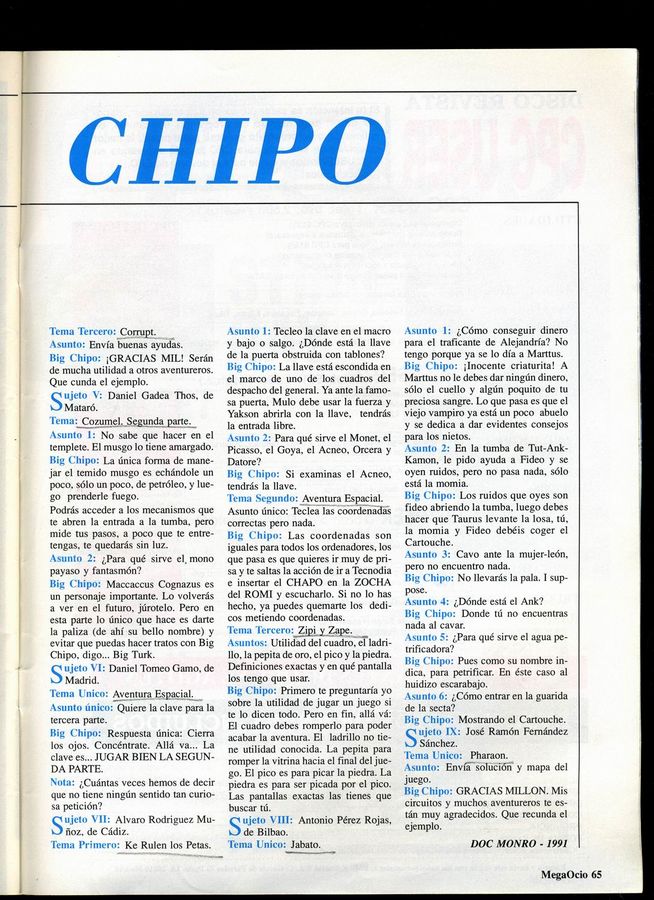 CHIPO
Tema Tercero: Corrupt.
Asunto: Envía buenas ayudas.
Big Chipo: ¡GRACIAS MIL! Serán
de mucha utilidad a otros aventureros.
Que cunda el ejemplo.
Sujeto V: Daniel Gadea Thos, de
Mataró.
Tema: Cozumel. Segunda parte.
Asunto 1: No sabe que hacer en el
templete. El musgo lo tiene amargado.
Big Chipo: La única forma de mane-
jar el temido musgo es echándole un
poco, sólo un poco, de petróleo, y lue-
go prenderle fuego.
Podrás acceder a los mecanismos que
te abren la entrada a la tumba, pero
mide tus pasos, a poco que te entre-
tengas, te quedarás sin luz.
Asunto 2: ¿Para qué sirve el mono
payaso y fantasmón?
Big Chipo: Maccaccus Cognazus es
un personaje importante. Lo volverás
a ver en el futuro, júrotelo. Pero en
esta parte lo único que hace es darte
la paliza (de ahí su bello nombre) y
evitar que puedas hacer tratos con Big
Chipo, digo... Big Turk.
Sujeto VI: Daniel Tomeo Gamo, de
Madrid.
Tema Unico: Aventura Espacial.
Asunto único: Quiere la clave para la
tercera parte.
Big Chipo: Respuesta única: Cierra
los ojos. Concéntrate. Allá va... La
clave es... JUGAR BIEN LA SEGUN-
DA PARTE.
Nota: ¿Cuántas veces hemos de decir
que no tiene ningún sentido tan curio-
sa petición?
Sujeto VII: Alvaro Rodriguez Mu-
ñoz, de Cádiz.
Tema Primero: Ke Rulen los Petas.
Asunto 1: Tecleo la clave en el macro
y bajo o salgo. ¿Dónde está la llave
de la puerta obstruida con tablones?
Big Chipo: La llave está escondida en
el marco de uno de los cuadros del
despacho del general. Ya ante la famo-
sa puerta, Mulo debe usar la fuerza y
Yakson abrirla con la llave, tendrás
la entrada libre.
Asunto 2: Para qué sirve el Monet, el
Picasso, el Goya, el Acneo, Orcera y
Datore?
Big Chipo: Si examinas el Acneo,
tendrás la llave.
Tema Segundo: Aventura Espacial.
Asunto único: Teclea las coordenadas
correctas pero nada.
Big Chipo: Las coordenadas son
iguales para todos los ordenadores, los
que pasa es que quieres ir muy de pri-
sa y te saltas la acción de ir a Tecnodia
e insertar el CHAPO en la ZOCHA
del ROMI y escucharlo. Si no lo has
hecho, ya puedes quemarte los dedi-
cos metiendo coordenadas.
Tema Tercero: Zipi y Zape.
Asuntos: Utilidad del cuadro, el ladri-
llo, la pepita de oro, el pico y la piedra.
Definiciones exactas y en qué pantalla
los tengo que usar.
Big Chipo: Primero te preguntaría yo
sobre la utilidad de jugar un juego si
te lo dicen todo. Pero en fin, allá vá:
El cuadro debes romperlo para poder
acabar la aventura. El ladrillo no tie-
ne utilidad conocida. La pepita para
romper la vitrina hacia el final del jue-
go. El pico es para picar la piedra. La
piedra es para ser picada por el pico.
Las pantallas exactas las tienes que
buscar tú.
Sujeto VIII: Antonio Pérez Rojas,
de Bilbao.
Tema Unico: Jabato.
Asunto 1: ¿Cómo conseguir dinero
para el traficante de Alejandría? No
tengo porque ya se lo día a Marttus.
Big Chipo: ¡Inocente criaturita! A
Marttus no le debes dar ningún dinero,
sólo el cuello y algún poquito de tu
preciosa sangre. Lo que pasa es que el
viejo vampiro ya está un poco abuelo
y se dedica a dar evidentes consejos
para los nietos.
Asunto 2: En la tumba de Tut-Ank-
Kamon, le pido ayuda a Fideo y se
oyen ruidos, pero no pasa nada, sólo
está la momia.
Big Chipo: Los ruidos que oyes son
fideo abriendo la tumba, luego debes
hacer que Taurus levante la losa, tú,
la momia y Fideo debéis coger el
Cartouche.
Asunto 3: Cavo ante la mujer-león,
pero no encuentro nada.
Big Chipo: No llevarás la pala. I sup-
pose.
Asunto 4: ¿Dónde está el Ank?
Big Chipo: Donde tú no encuentras
nada al cavar.
Asunto 5: ¿Para qué sirve el agua pe-
trificadora?
Big Chipo: Pues como su nombre in-
dica, para petrificar. En éste caso al
huidizo escarabajo.
Asunto 6: ¿Cómo entrar en la guarida
de la secta?
Big Chipo: Mostrando el Cartouche.
Sujeto IX: José Ramón Fernández
Sánchez.
Tema Unico: Pharaon.
Asunto: Envía solución y mapa del
juego.
Big Chipo: GRACIAS MILLON. Mis
circuitos y muchos aventureros te es-
tán muy agradecidos. Que recunda el
ejemplo.
DOC MONRO - 1991
MegaOcio 65